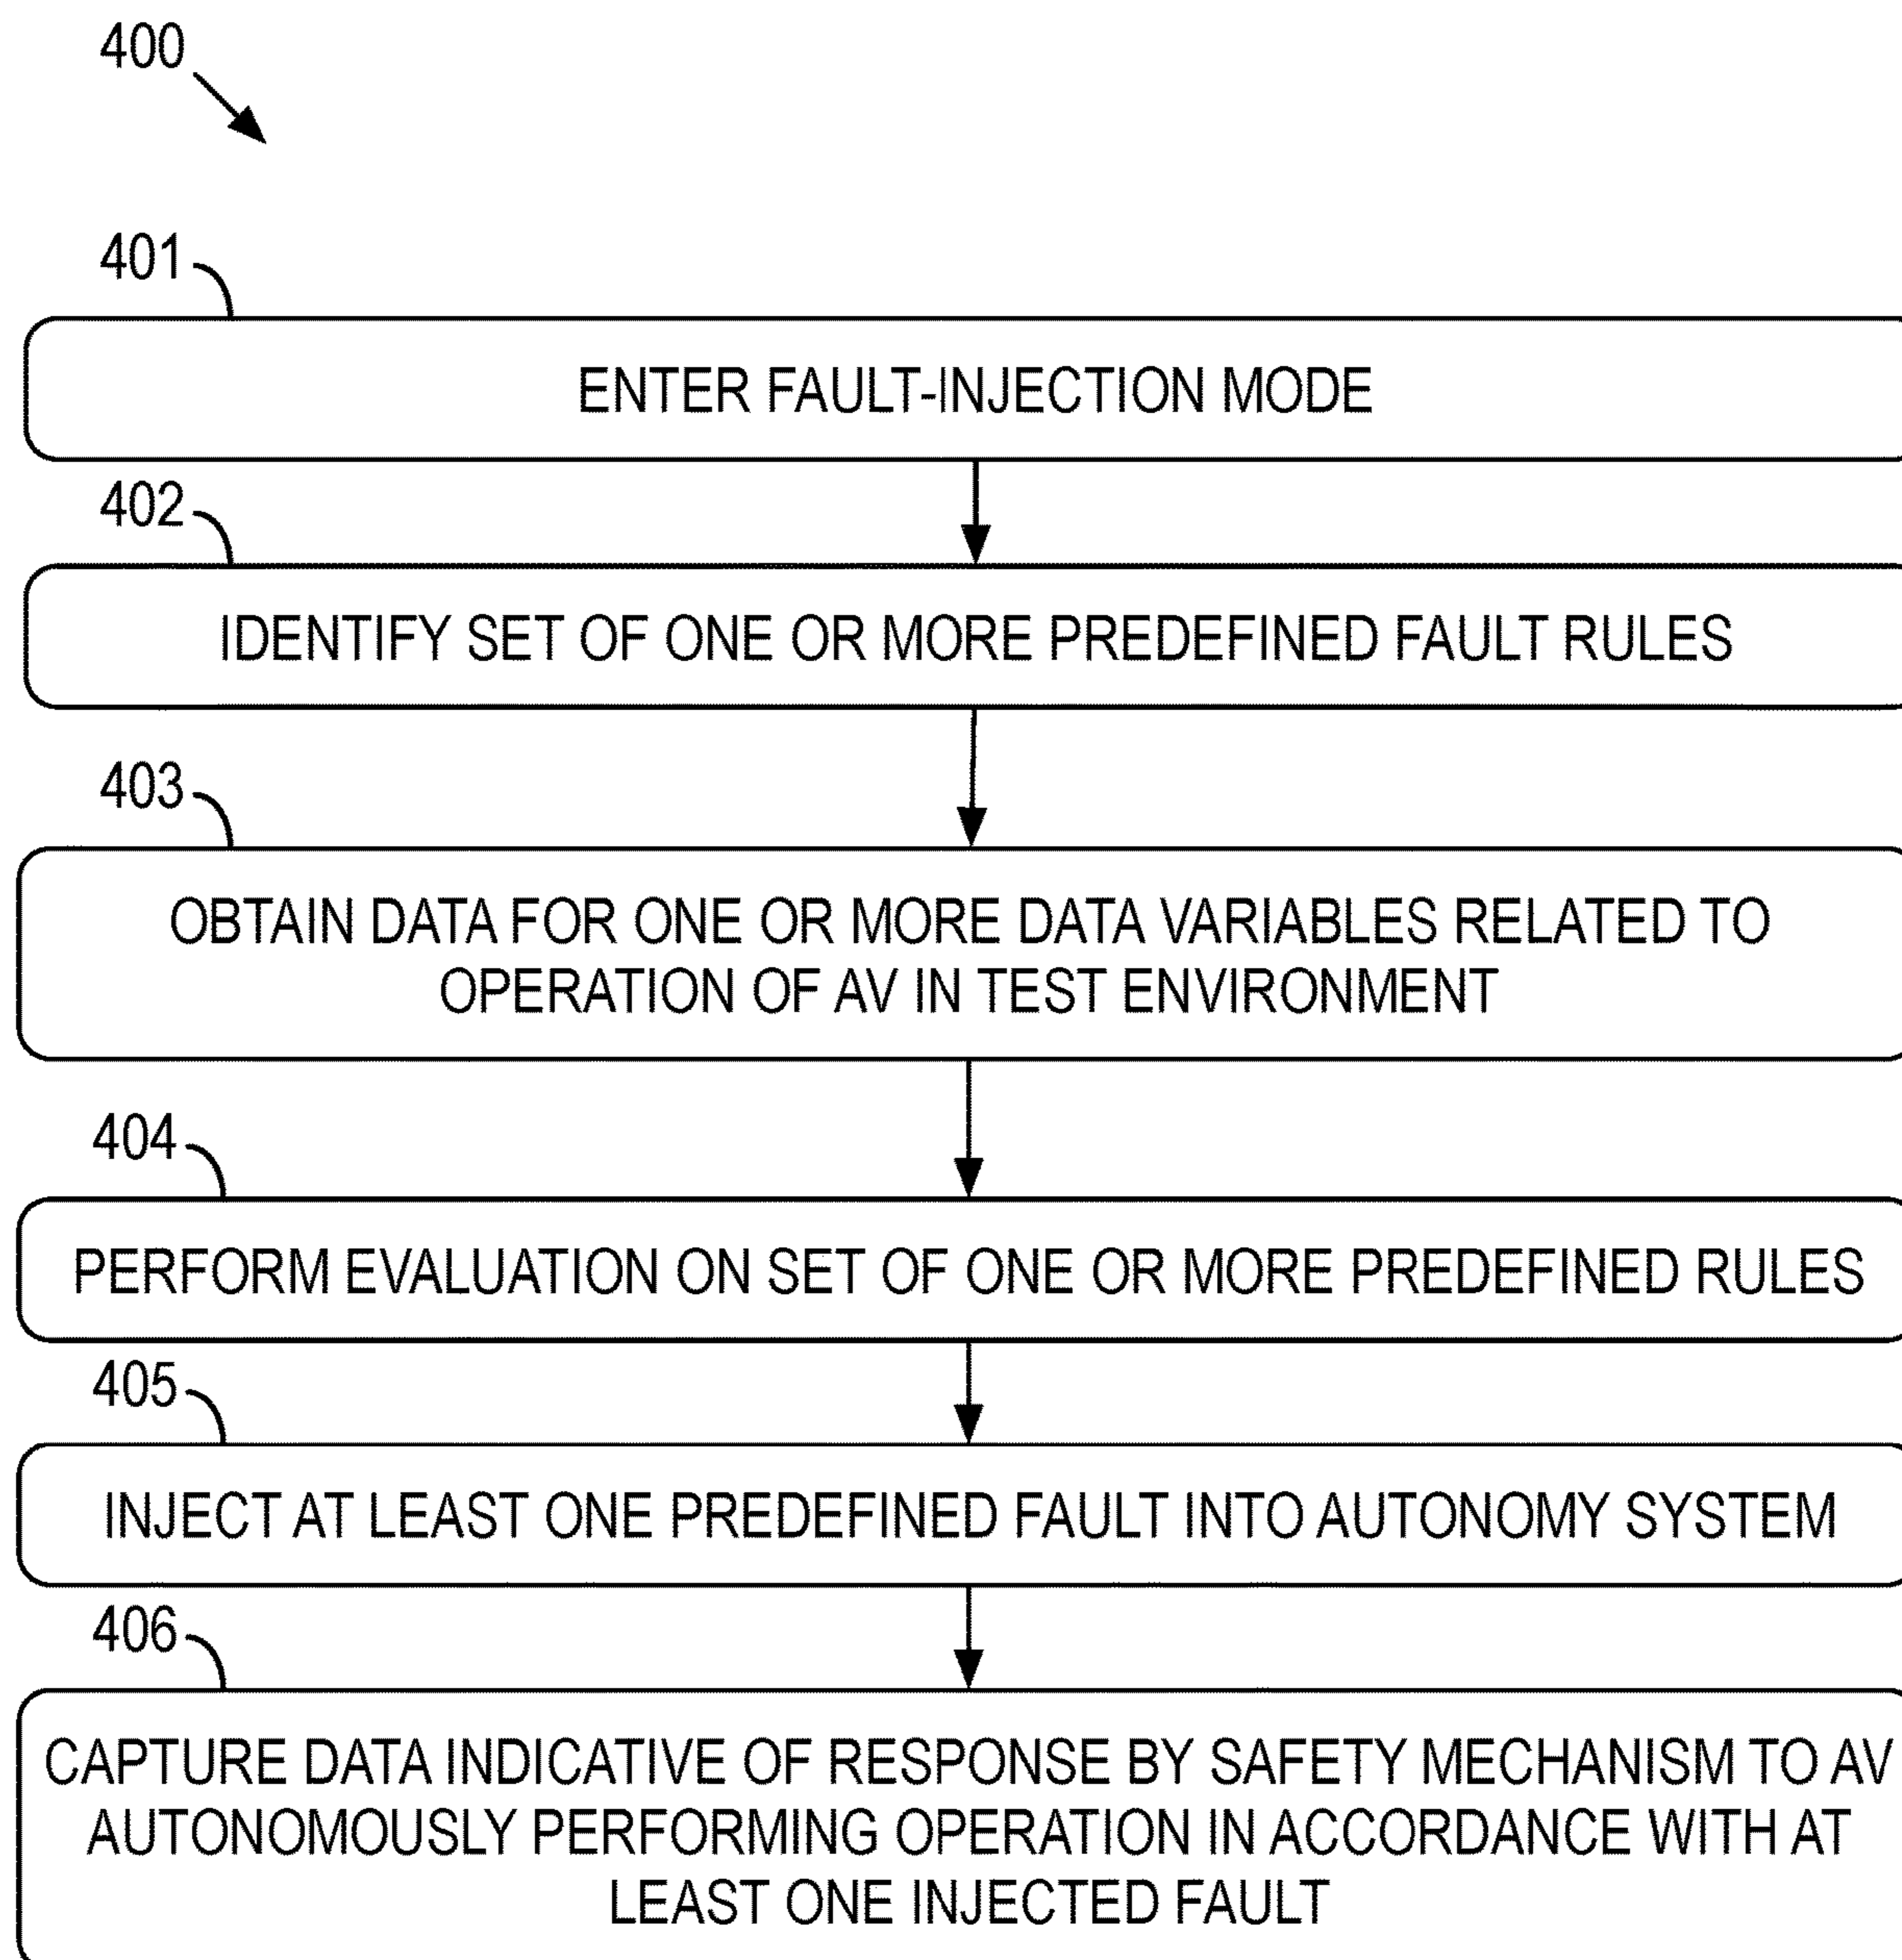 400
401
ENTER FAULT-INJECTION MODE
402
IDENTIFY SET OF ONE OR MORE PREDEFINED FAULT RULES
403
OBTAIN DATA FOR ONE OR MORE DATA VARIABLES RELATED TO
OPERATION OF AV IN TEST ENVIRONMENT
404
PERFORM EVALUATION ON SET OF ONE OR MORE PREDEFINED RULES
405
INJECT AT LEAST ONE PREDEFINED FAULT INTO AUTONOMY SYSTEM
406
CAPTURE DATA INDICATIVE OF RESPONSE BY SAFETY MECHANISM TO AV
AUTONOMOUSLY PERFORMING OPERATION IN ACCORDANCE WITH AT
LEAST ONE INJECTED FAULT